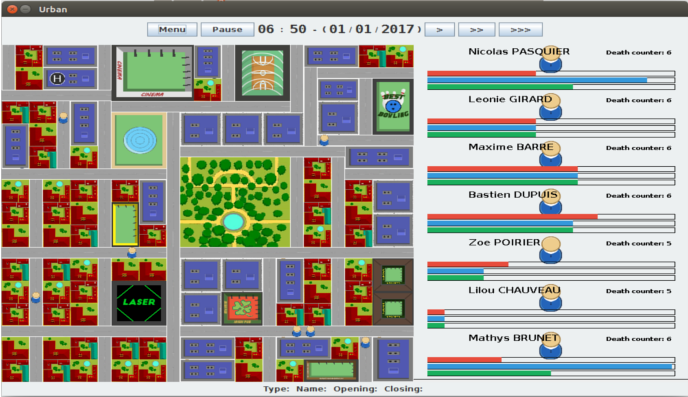 Urban
Menu Pause 06 : 50 - ( 01 / 01 / 2017 ) > >> >>>
Nicolas PASQUIER Death counter: 6
Leonie GIRARD Death counter: 6
Maxime BARRE Death counter: 6
Bastien DUPUIS Death counter: 6
Zoe POIRIER Death counter: 5
Lilou CHAUVEAU Death counter: 5
Mathys BRUNET Death counter: 6
H
CINEMA
CINEMA
BEST
BOWLING
LASER
Type: Name: Opening: Closing: